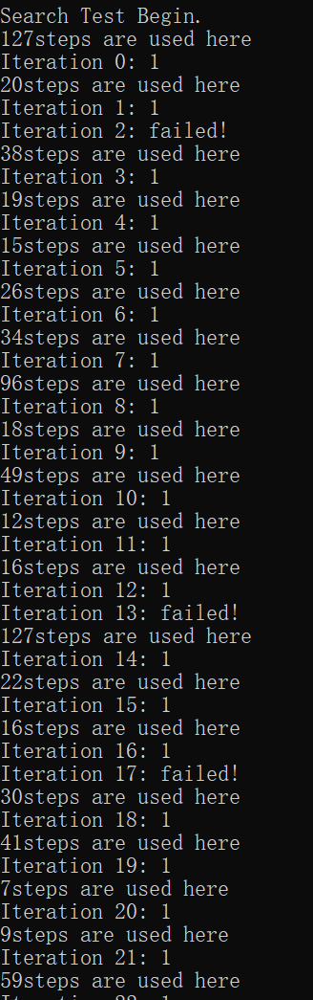 Search Test Begin.
127steps are used here
Iteration 0: 1
20steps are used here
Iteration 1: 1
Iteration 2: failed!
38steps are used here
Iteration 3: 1
19steps are used here
Iteration 4: 1
15steps are used here
Iteration 5: 1
26steps are used here
Iteration 6: 1
34steps are used here
Iteration 7: 1
96steps are used here
Iteration 8: 1
18steps are used here
Iteration 9: 1
49steps are used here
Iteration 10: 1
12steps are used here
Iteration 11: 1
16steps are used here
Iteration 12: 1
Iteration 13: failed!
127steps are used here
Iteration 14: 1
22steps are used here
Iteration 15: 1
16steps are used here
Iteration 16: 1
Iteration 17: failed!
30steps are used here
Iteration 18: 1
41steps are used here
Iteration 19: 1
7steps are used here
Iteration 20: 1
9steps are used here
Iteration 21: 1
59steps are used here